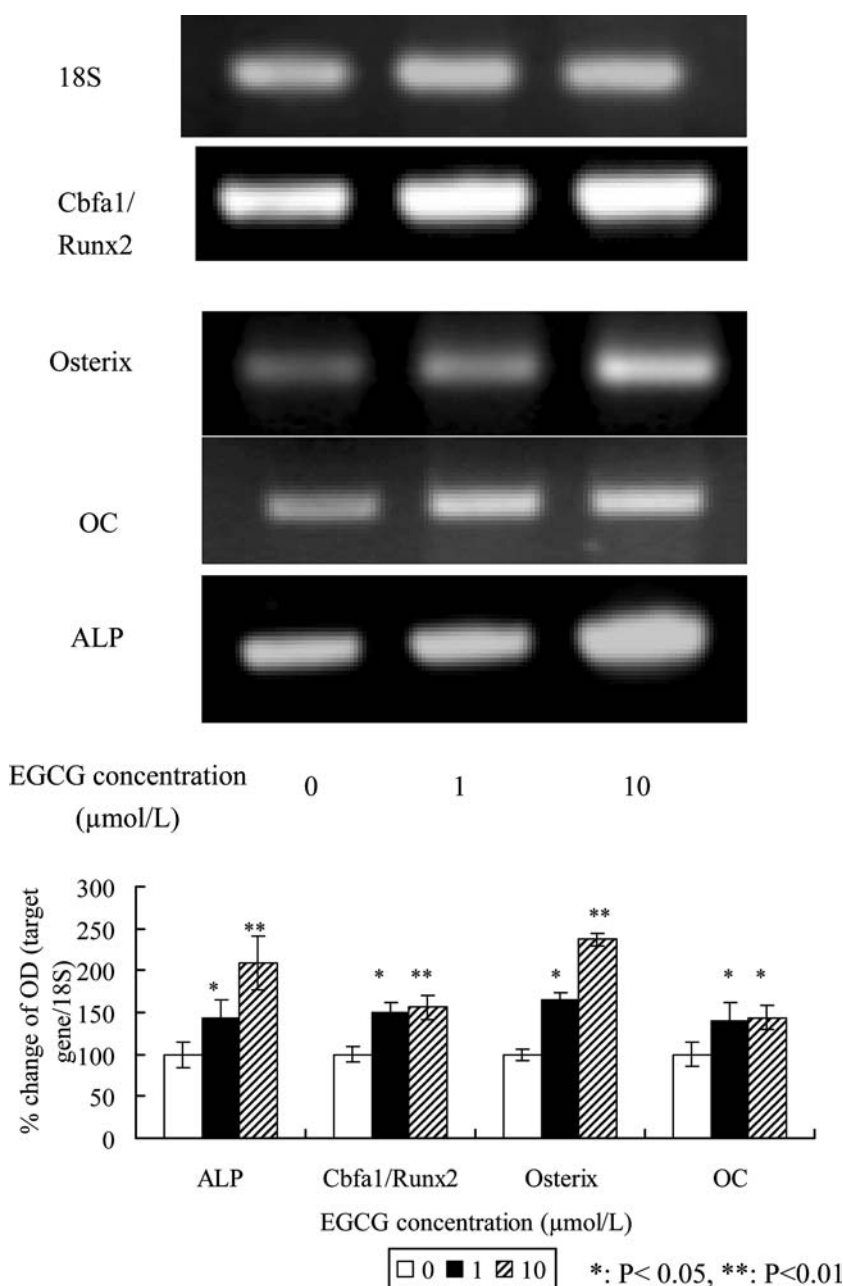 18S
Cbfa1/
Runx2
Osterix
OC
ALP
EGCG concentration
(µmol/L)
0 1 10
% change of OD (target
gene/18S)
300
250
200
150
100
50
0
* ** * ** * ** * *
ALP Cbfa1/Runx2 Osterix OC
EGCG concentration (µmol/L)
0 1 10 *: P< 0.05, **: P<0.01